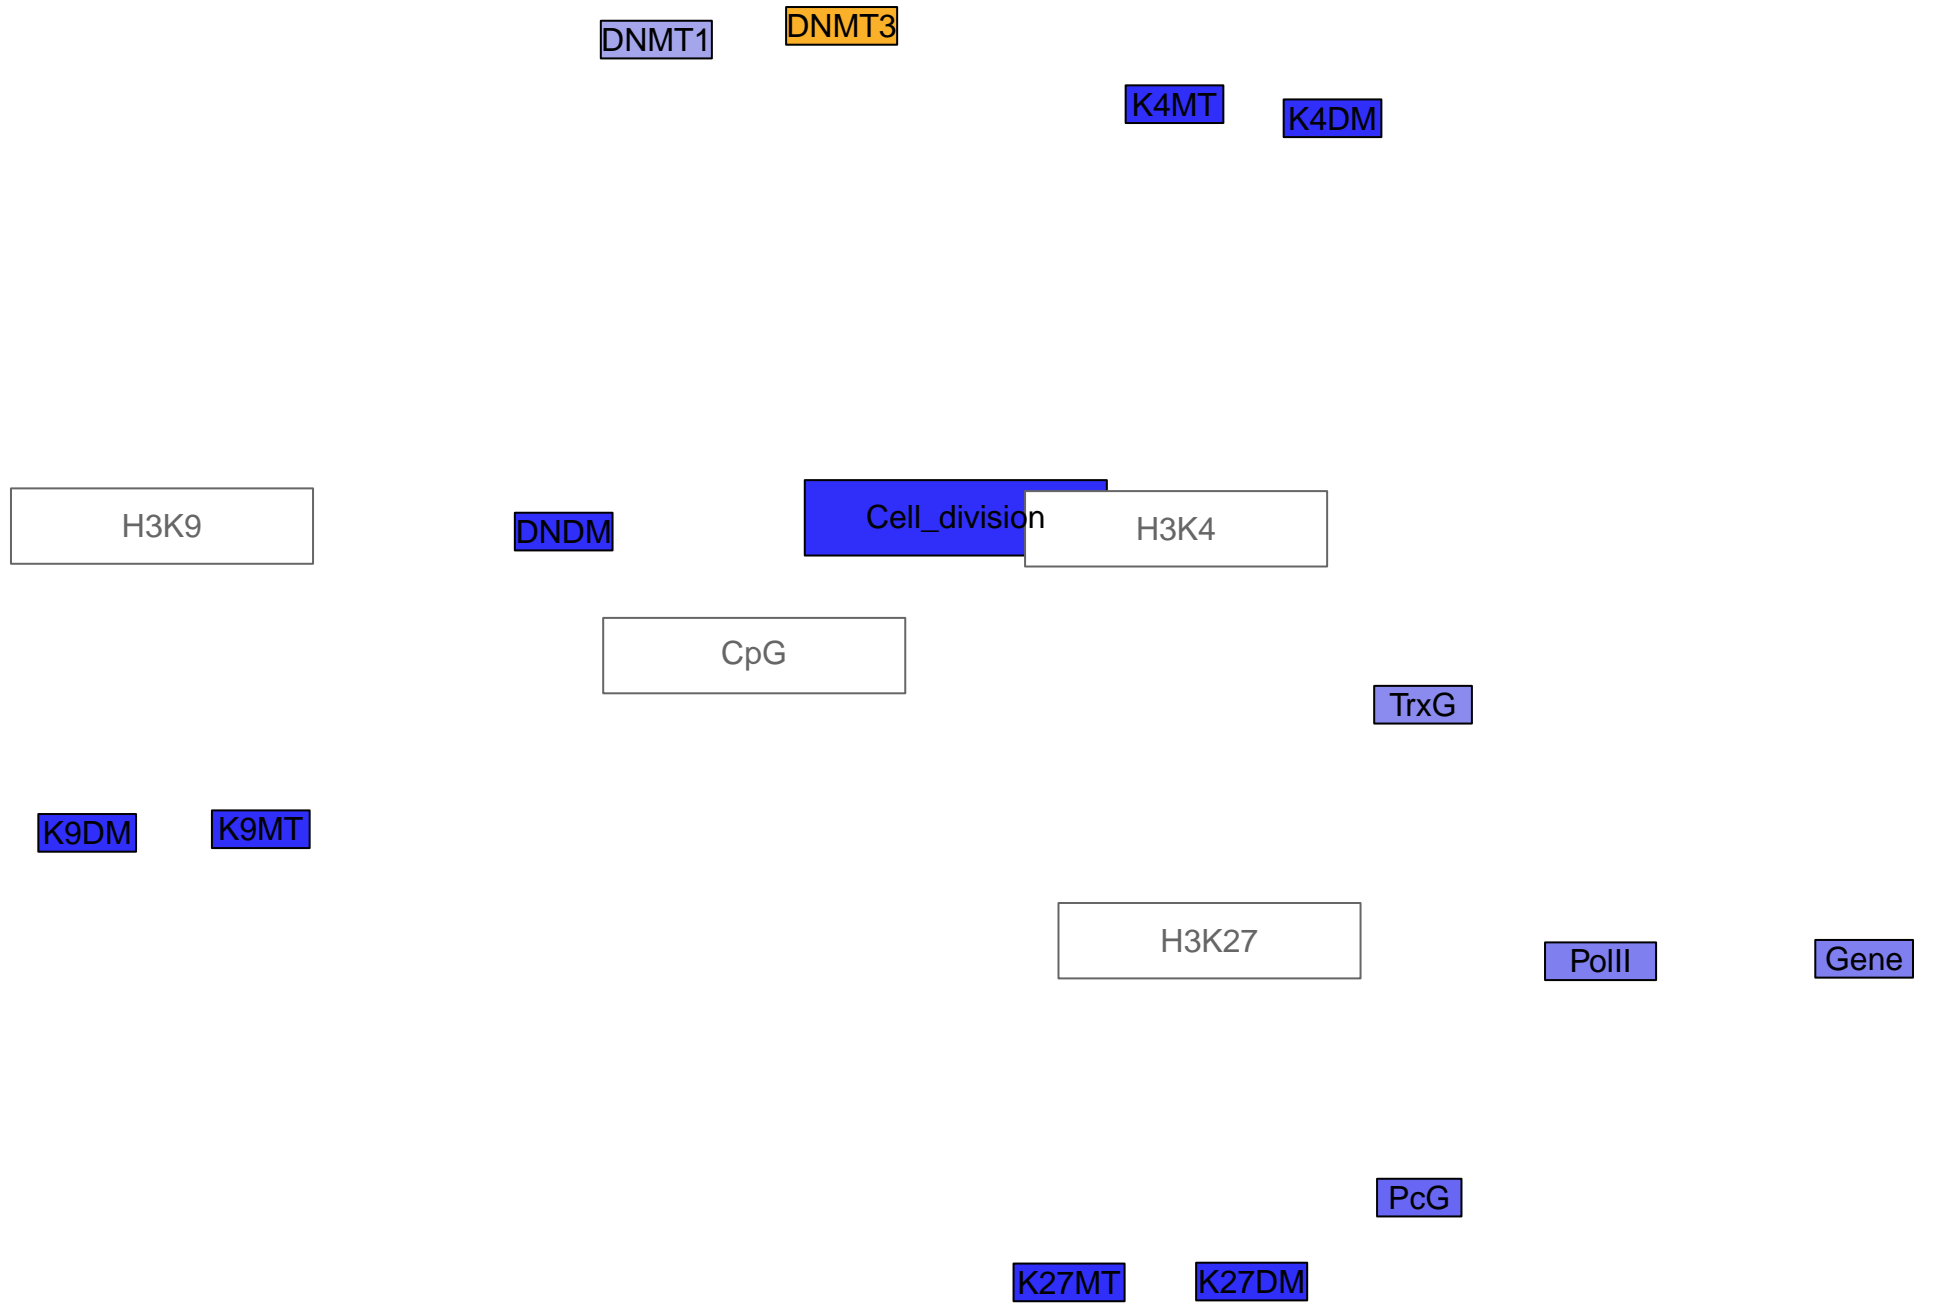 DNMT1
DNMT3
K4MT
K4DM
H3K9
DNDM
Cell_division
H3K4
CpG
TrxG
K9DM
K9MT
H3K27
PolII
Gene
PcG
K27MT
K27DM